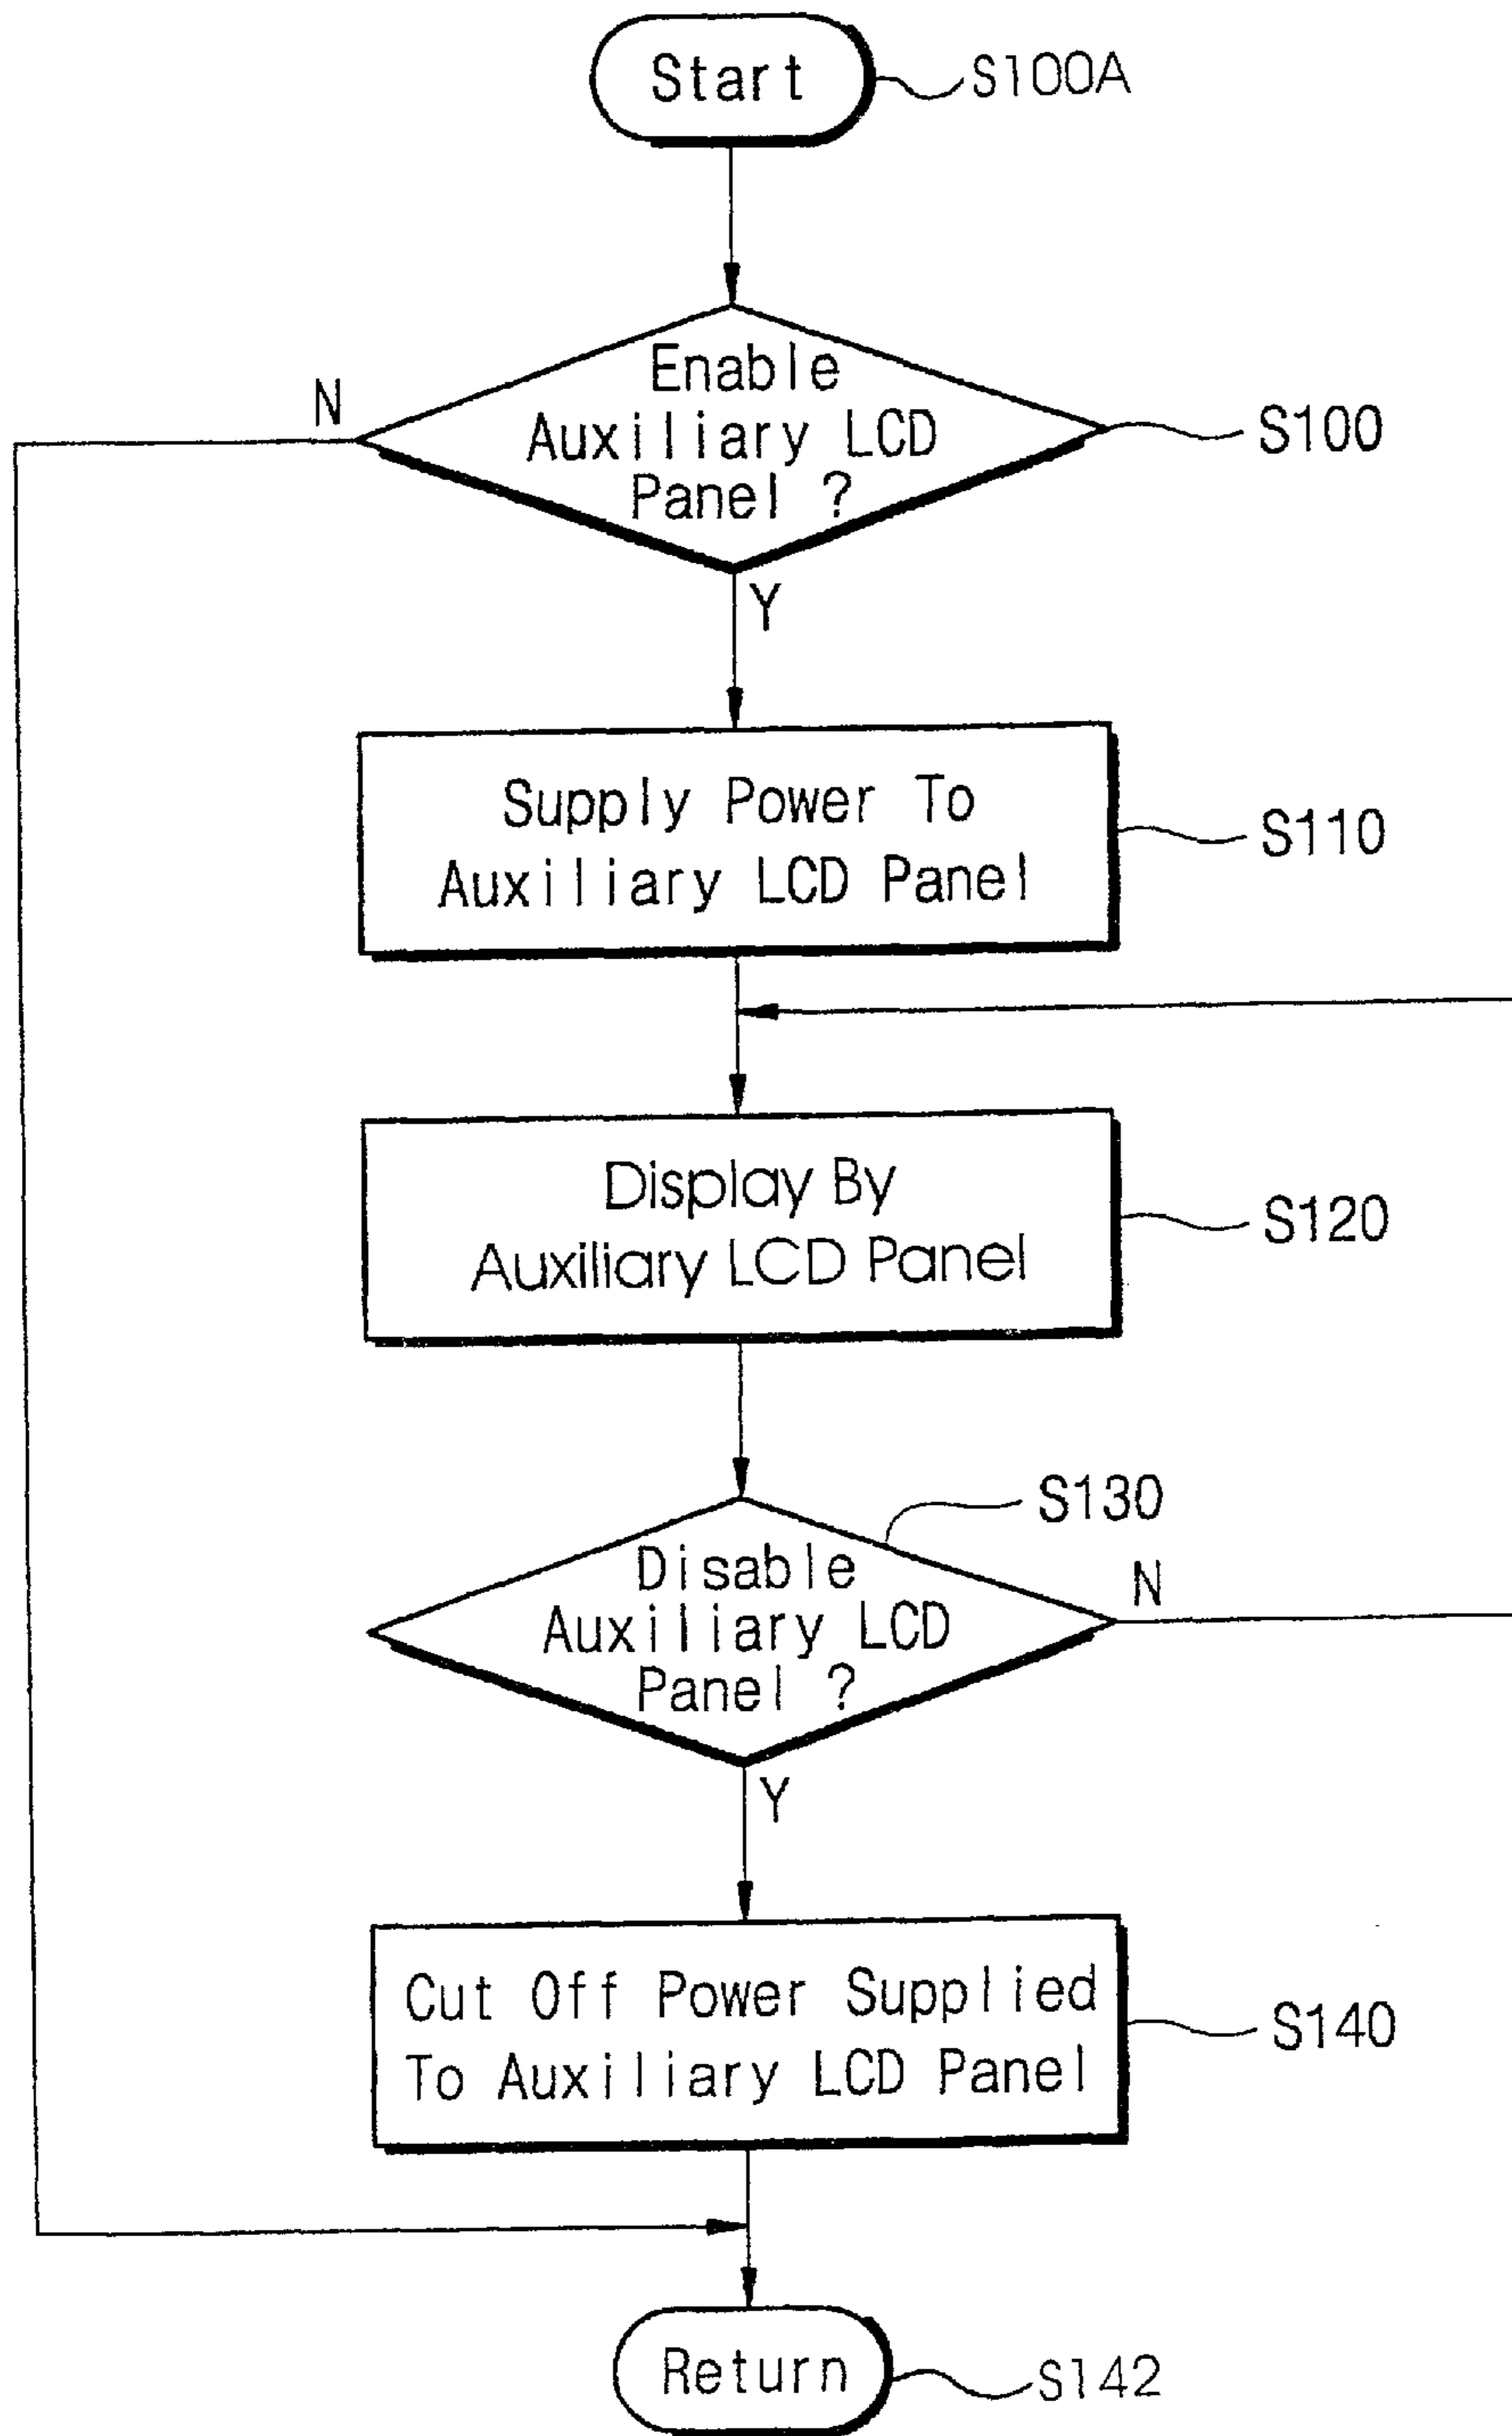 Start
S100A
N
Enable
Auxiliary LCD
Panel ?
S100
Y
Supply Power To
Auxiliary LCD Panel
S110
Display By
Auxiliary LCD Panel
S120
S130
Disable
Auxiliary LCD
Panel ?
N
Y
Cut Off Power Supplied
To Auxiliary LCD Panel
S140
Return
S142